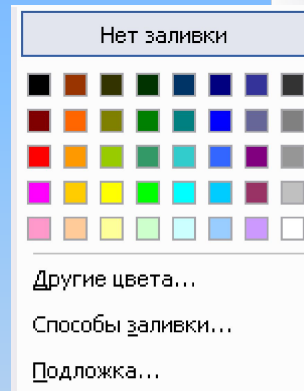 Нет заливки
Другие цвета...
Способы заливки...
Подложка...